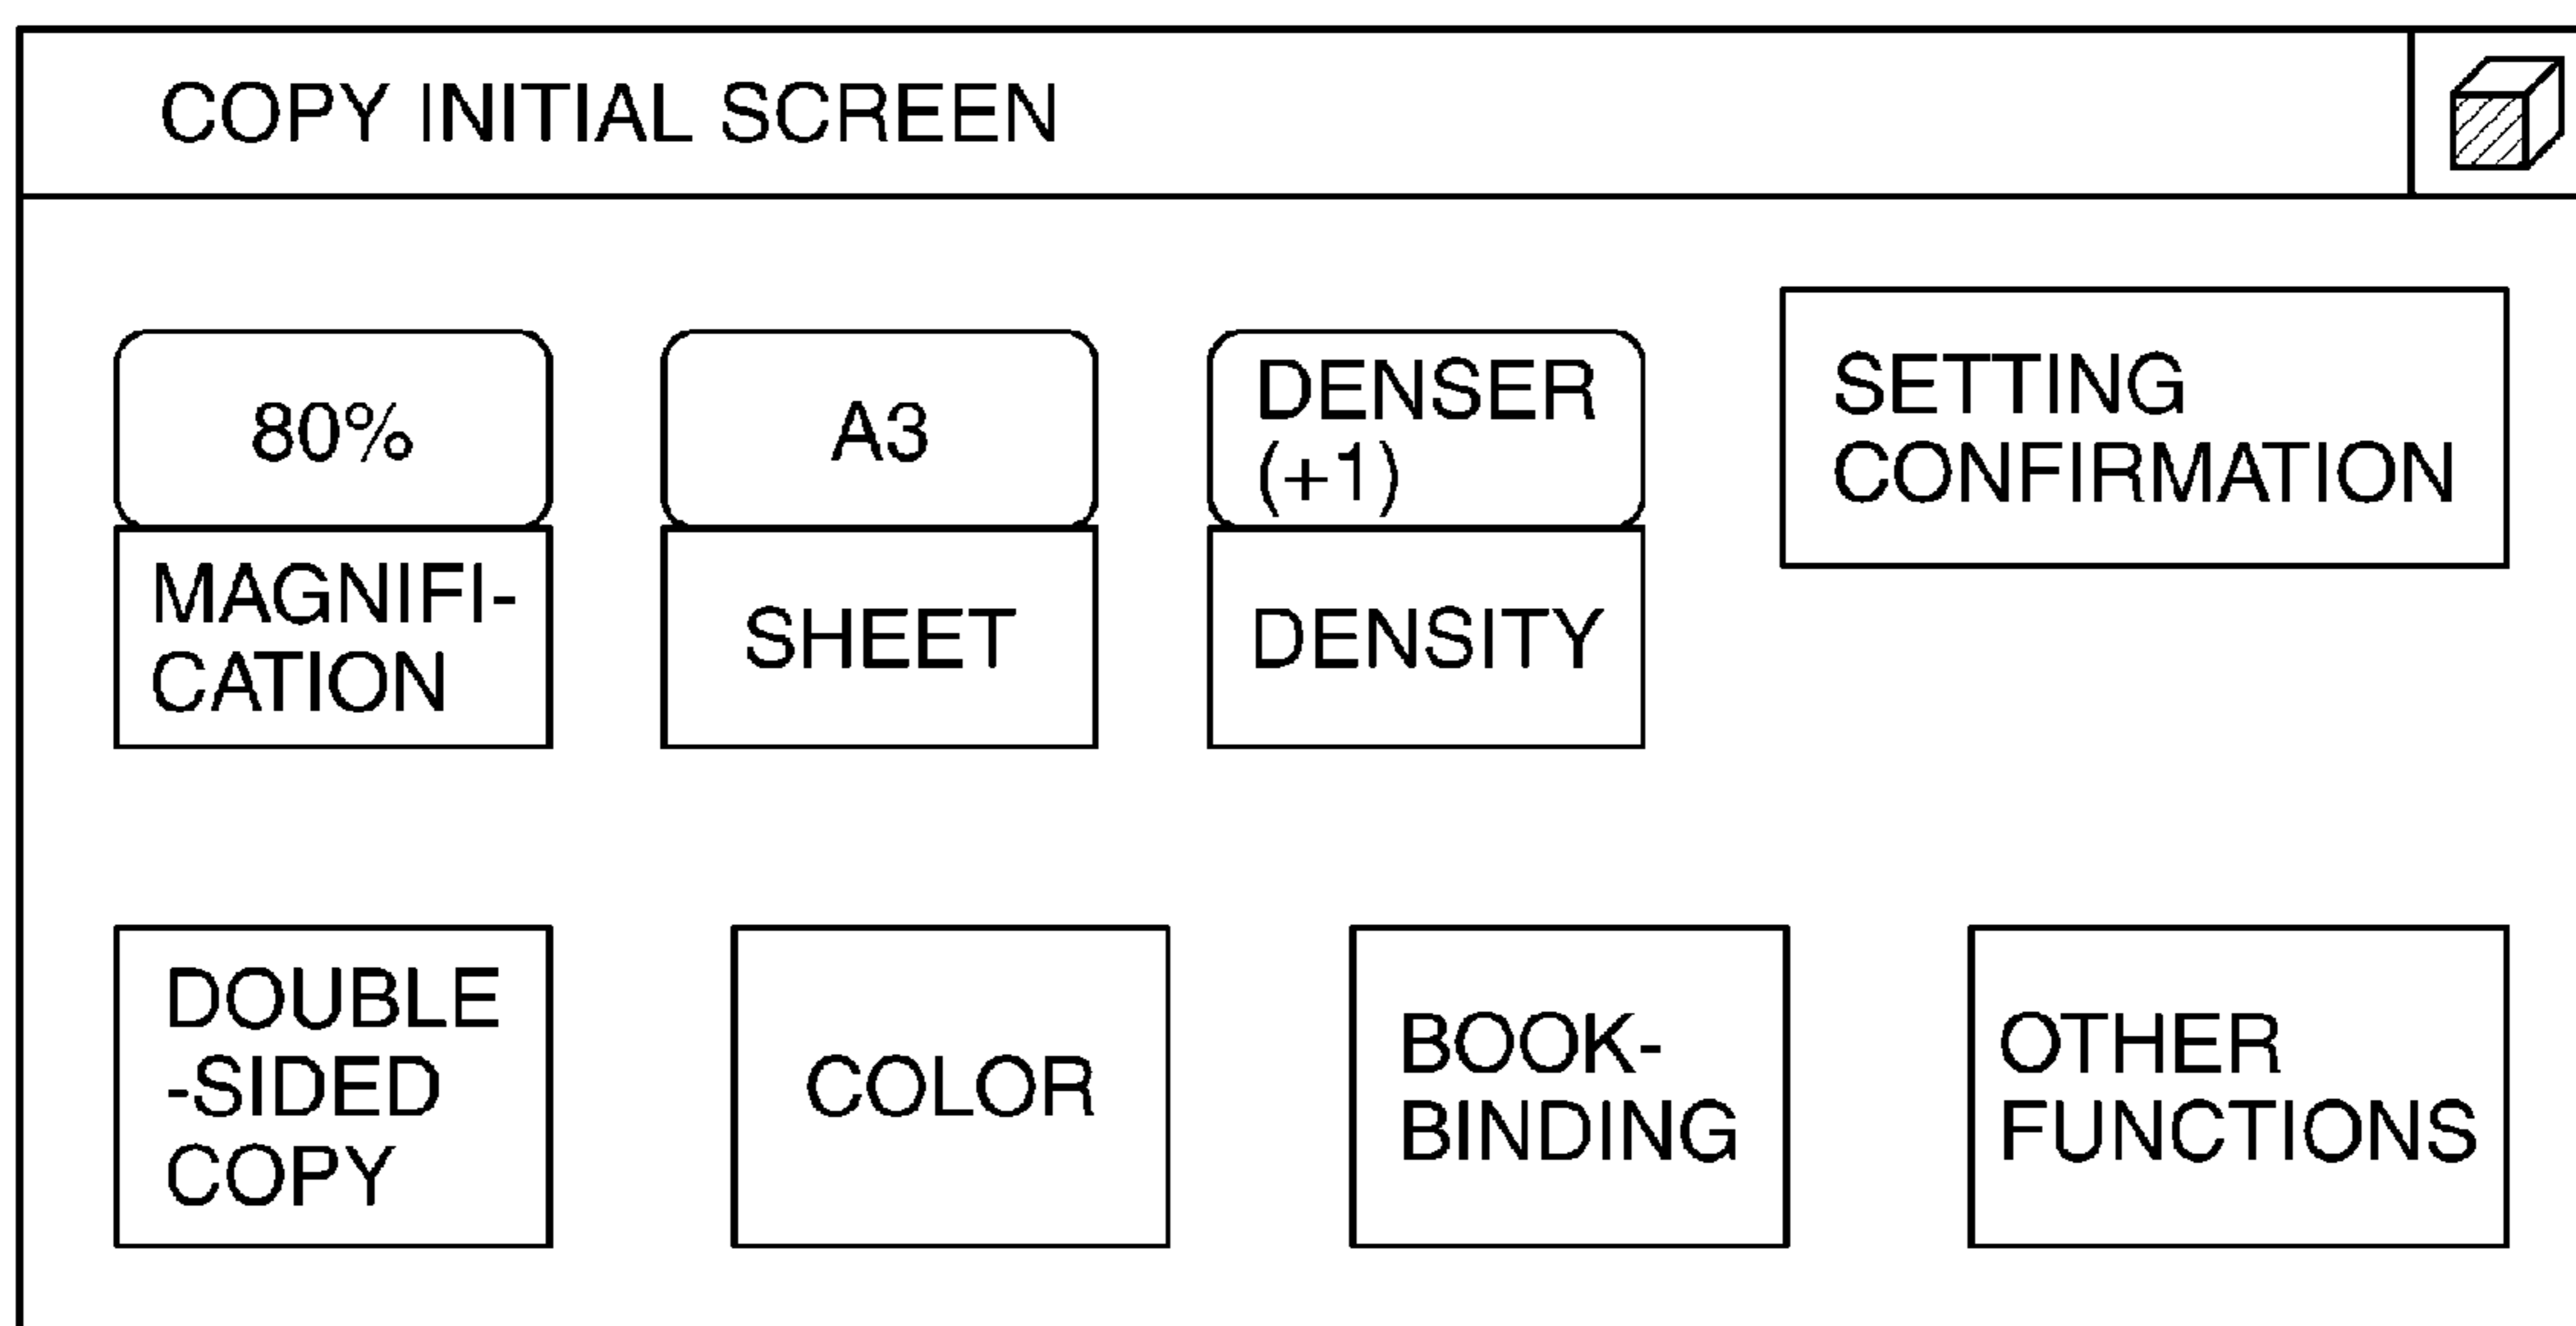 COPY INITIAL SCREEN
80%
MAGNIFI-
CATION
A3
SHEET
DENSER
(+1)
DENSITY
SETTING
CONFIRMATION
DOUBLE
-SIDED
COPY
COLOR
BOOK-
BINDING
OTHER
FUNCTIONS